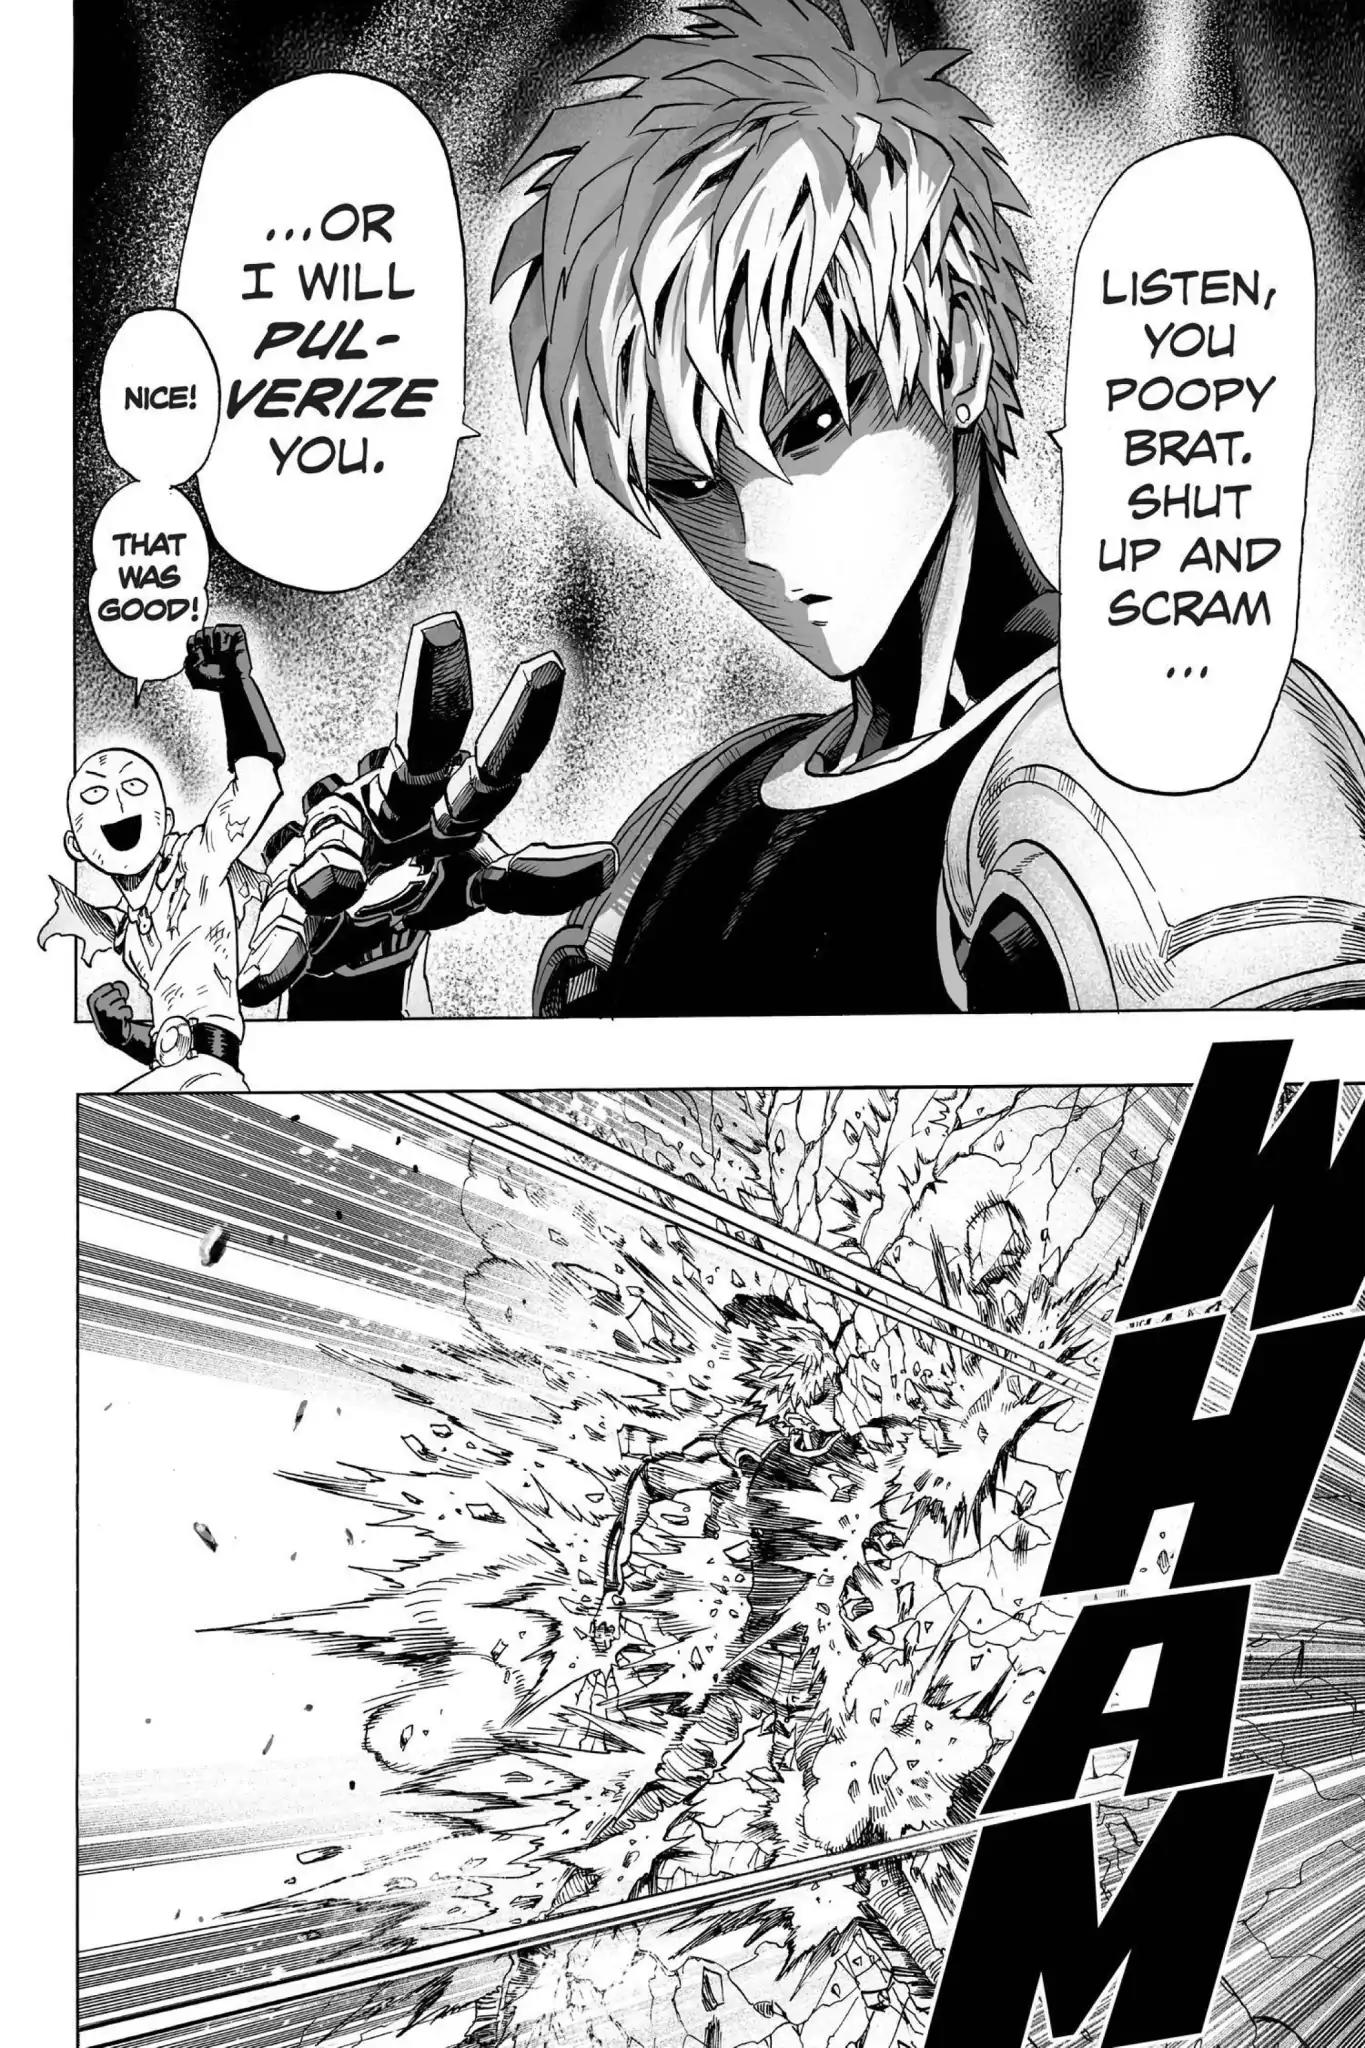 LISTEN,
YOU
POOPY
BRAT.
SHUT
UP AND
SCRAM
...
...OR
I WILL
PUL-
VERIZE
YOU.
NICE!
THAT
WAS
GOOD!
WHAM